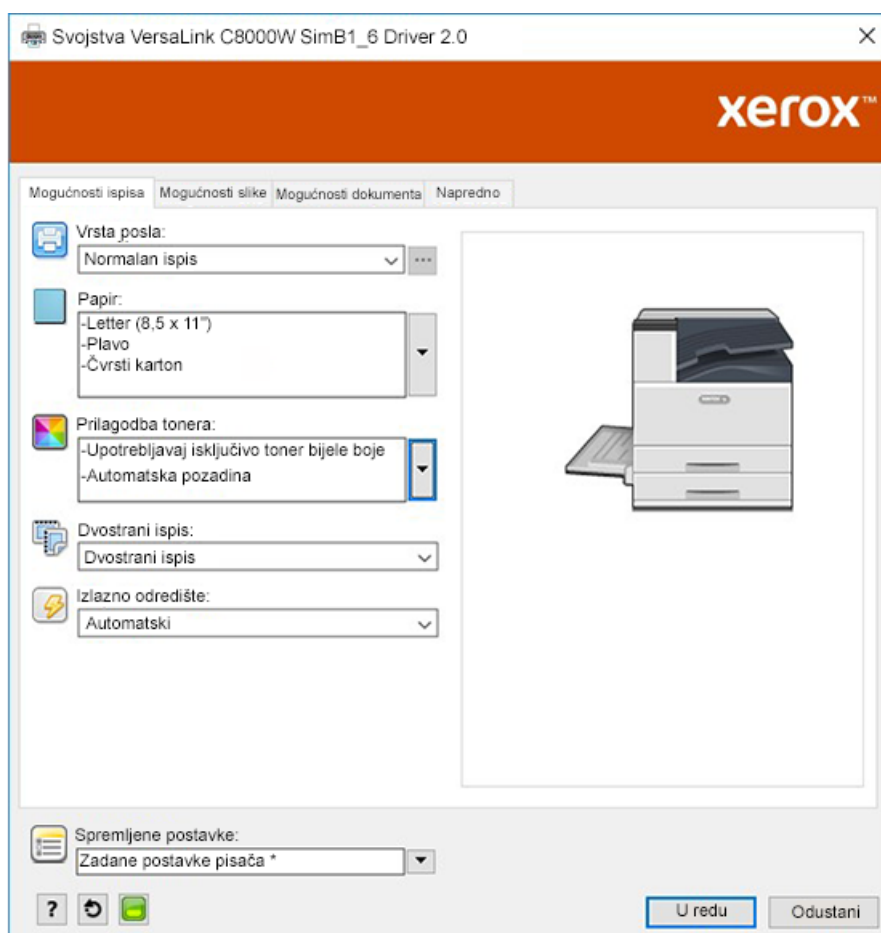 Svojstva VersaLink C8000W SimB1_6 Driver 2.0
xerox™
Mogućnosti ispisa
Mogućnosti slike
Mogućnosti dokumenta
Napredno
Vrsta posla:
Normalan ispis
Papir:
-Letter (8,5 x 11")
-Plavo
-Čvrsti karton
Prilagodba tonera:
-Upotrebljavaj isključivo toner bijele boje
-Automatska pozadina
Dvostrani ispis:
Dvostrani ispis
Izlazno odredište:
Automatski
Spremljene postavke:
Zadane postavke pisača *
?
U redu
Odustani